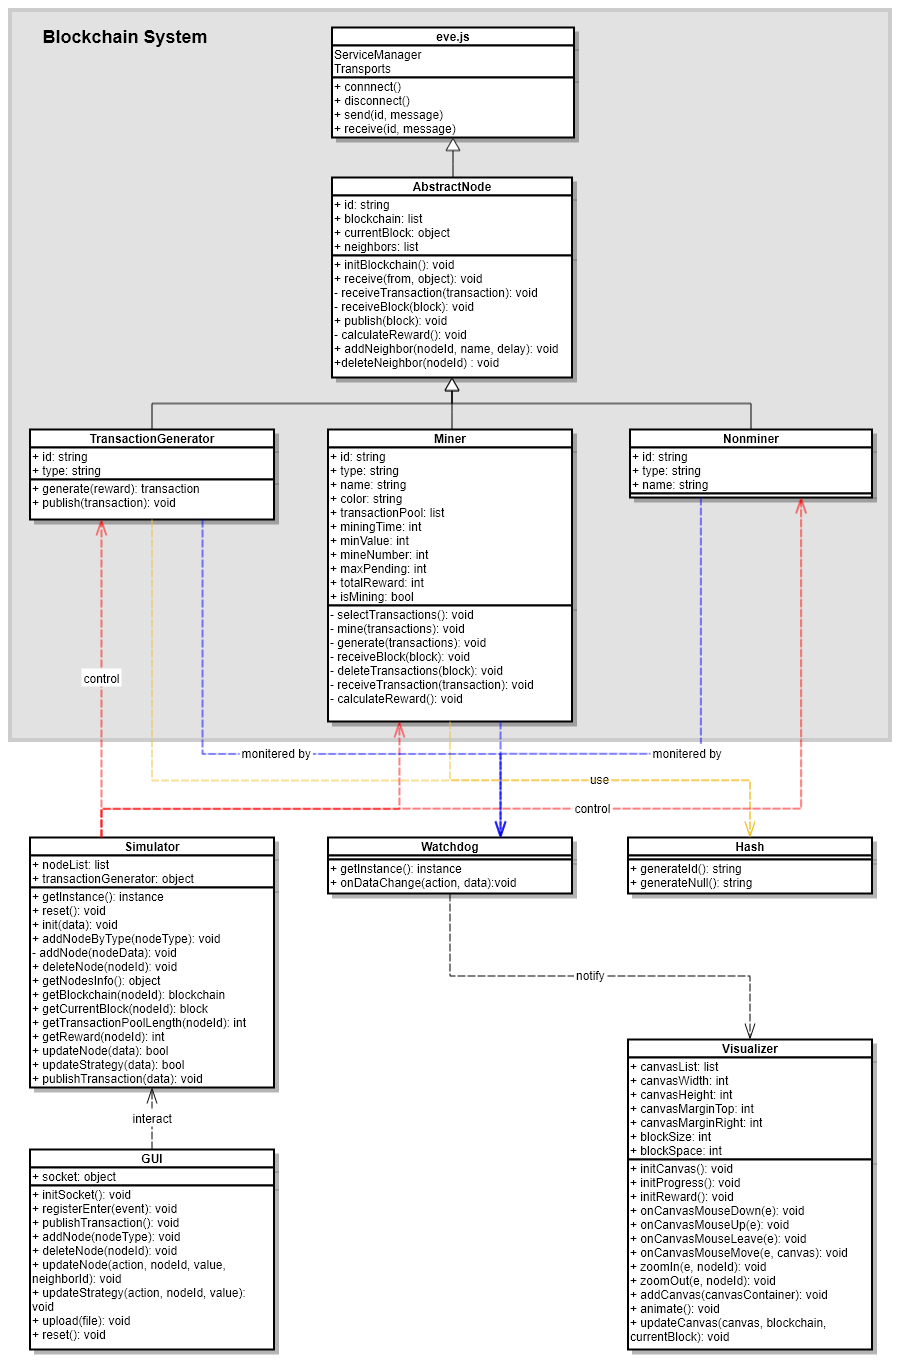 Blockchain System
eve.js
ServiceManager
Transports
+ connnect()
+ disconnect()
+ send(id, message)
+ receive(id, message)
AbstractNode
+ id: string
+ blockchain: list
+ currentBlock: object
+ neighbors: list
+ initBlockchain(): void
+ receive(from, object): void
- receiveTransaction(transaction): void
- receiveBlock(block): void
+ publish(block): void
- calculateReward(): void
+ addNeighbor(nodeId, name, delay): void
+deleteNeighbor(nodeId) : void
TransactionGenerator
+ id: string
+ type: string
+ generate(reward): transaction
+ publish(transaction): void
Miner
+ id: string
+ type: string
+ name: string
+ color: string
+ transactionPool: list
+ miningTime: int
+ minValue: int
+ mineNumber: int
+ maxPending: int
+ totalReward: int
+ isMining: bool
- selectTransactions(): void
- mine(transactions): void
- generate(transactions): void
- receiveBlock(block): void
- deleteTransactions(block): void
- receiveTransaction(transaction): void
- calculateReward(): void
Nonminer
+ id: string
+ type: string
+ name: string
control
monitered by
monitered by
use
control
Simulator
+ nodeList: list
+ transactionGenerator: object
+ getInstance(): instance
+ reset(): void
+ init(data): void
+ addNodeByType(nodeType): void
- addNode(nodeData): void
+ deleteNode(nodeId): void
+ getNodesInfo(): object
+ getBlockchain(nodeId): blockchain
+ getCurrentBlock(nodeId): block
+ getTransactionPoolLength(nodeId): int
+ getReward(nodeId): int
+ updateNode(data): bool
+ updateStrategy(data): bool
+ publishTransaction(data): void
Watchdog
+ getInstance(): instance
+ onDataChange(action, data):void
Hash
+ generateId(): string
+ generateNull(): string
notify
interact
GUI
+ socket: object
+ initSocket(): void
+ registerEnter(event): void
+ publishTransaction(): void
+ addNode(nodeType): void
+ deleteNode(nodeId): void
+ updateNode(action, nodeId, value,
neighborId): void
+ updateStrategy(action, nodeId, value):
void
+ upload(file): void
+ reset(): void
Visualizer
+ canvasList: list
+ canvasWidth: int
+ canvasHeight: int
+ canvasMarginTop: int
+ canvasMarginRight: int
+ blockSize: int
+ blockSpace: int
+ initCanvas(): void
+ initProgress(): void
+ initReward(): void
+ onCanvasMouseDown(e): void
+ onCanvasMouseUp(e): void
+ onCanvasMouseLeave(e): void
+ onCanvasMouseMove(e, canvas): void
+ zoomIn(e, nodeId): void
+ zoomOut(e, nodeId): void
+ addCanvas(canvasContainer): void
+ animate(): void
+ updateCanvas(canvas, blockchain,
currentBlock): void